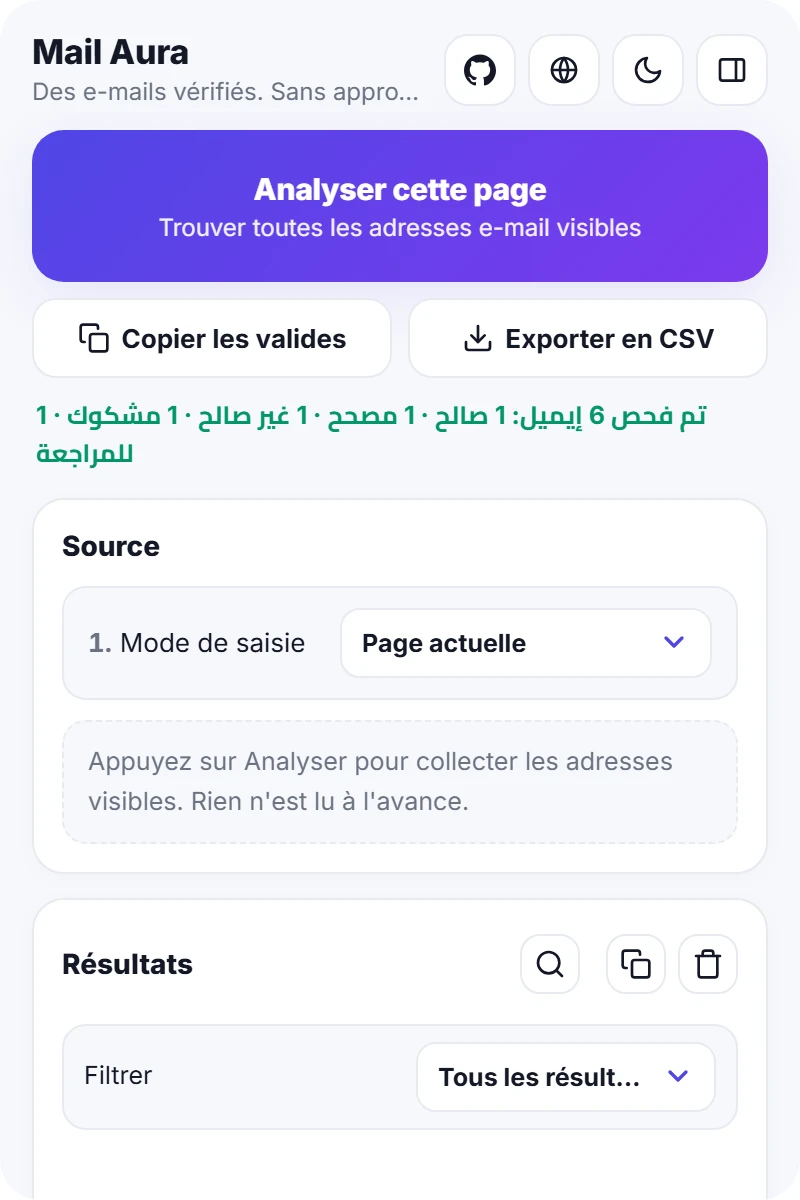 Mail Aura
Des e-mails vérifiés. Sans appro...
Analyser cette page
Trouver toutes les adresses e-mail visibles
Copier les valides
Exporter en CSV
تم فحص 6 إيميل: 1 صالح · 1 مصحح · 1 غير صالح · 1 مشكوك · 1
للمراجعة
Source
1. Mode de saisie
Page actuelle
Appuyez sur Analyser pour collecter les adresses
visibles. Rien n'est lu à l'avance.
Résultats
Filtrer
Tous les résult...